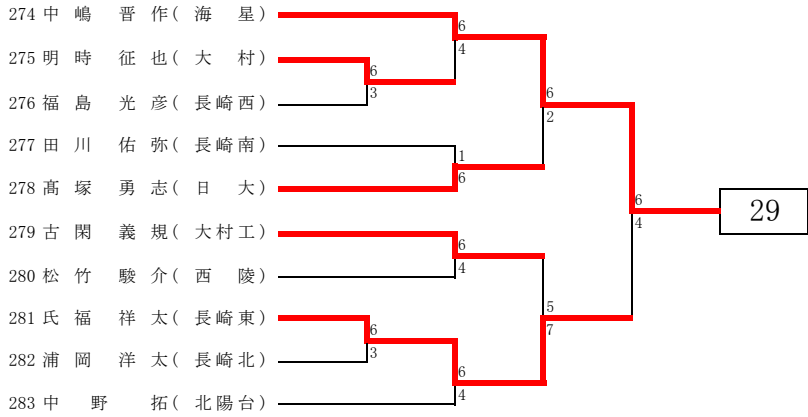 274 中嶋 晋作(海星)
6
4
275 明時 征也(大村)
6
3
276 福島 光彦(長崎西)
6
2
277 田川 佑弥(長崎南)
1
6
278 髙塚 勇志(日大)
6
4
29
279 古閑 義規(大村工)
6
4
280 松竹 駿介(西陵)
5
7
281 氏福 祥太(長崎東)
6
3
282 浦岡 洋太(長崎北)
6
4
283 中野 拓(北陽台)